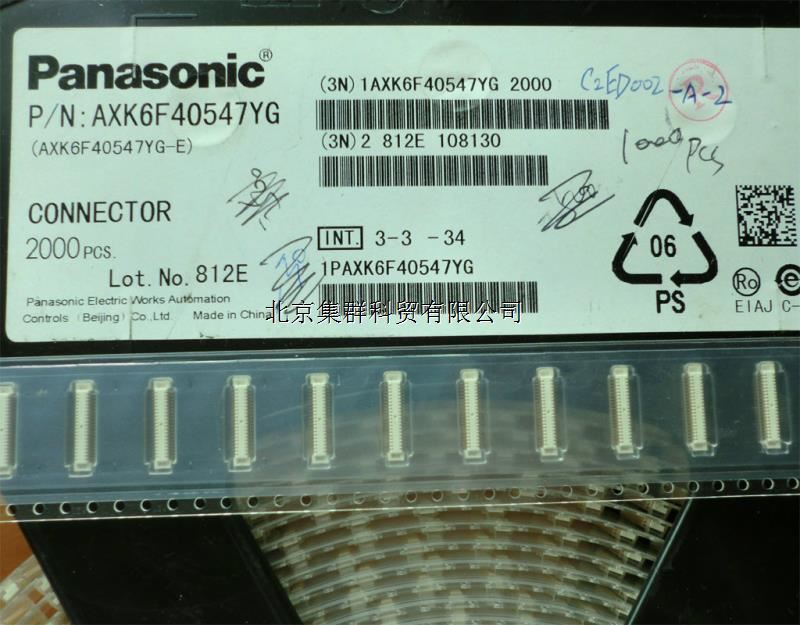 Panasonic®
P/N: AXK6F40547YG
(AXK6F40547YG-E)
CONNECTOR
2000 PCS.
Lot. No. 812E
Panasonic Electric Works Automation
Controls (Beijing) Co., Ltd. Made in China
(3N) 1AXK6F40547YG 2000
(3N) 2 812E 108130
INT. 3-3 -34
1PAXK6F40547YG
C2ED002-A-2
1000 PCS
06
PS
Ro
e
EIAJ C-
北京集群科贸有限公司